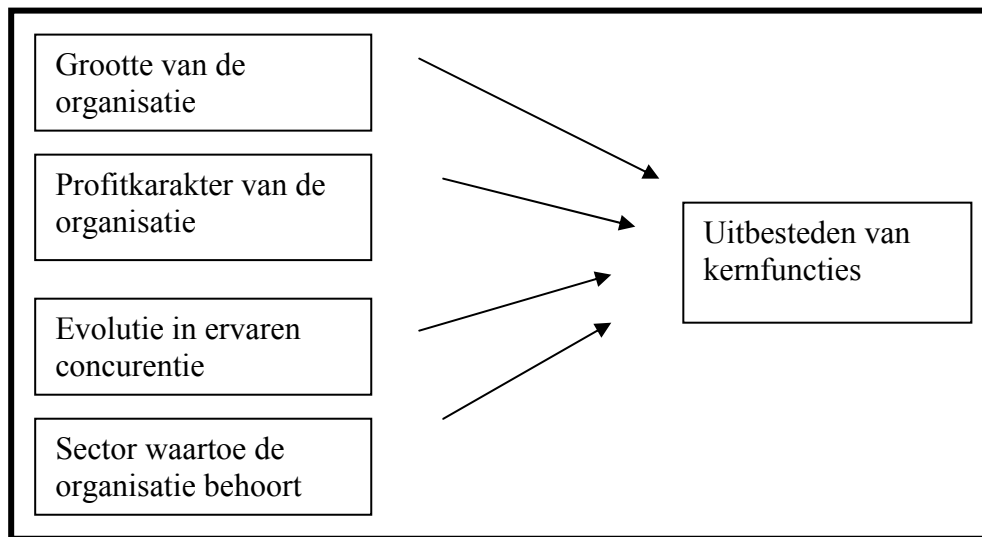 Grootte van de
organisatie
Profitkarakter van de
organisatie
Evolutie in ervaren
concurentie
Sector waartoe de
organisatie behoort
Uitbesteden van
kernfuncties